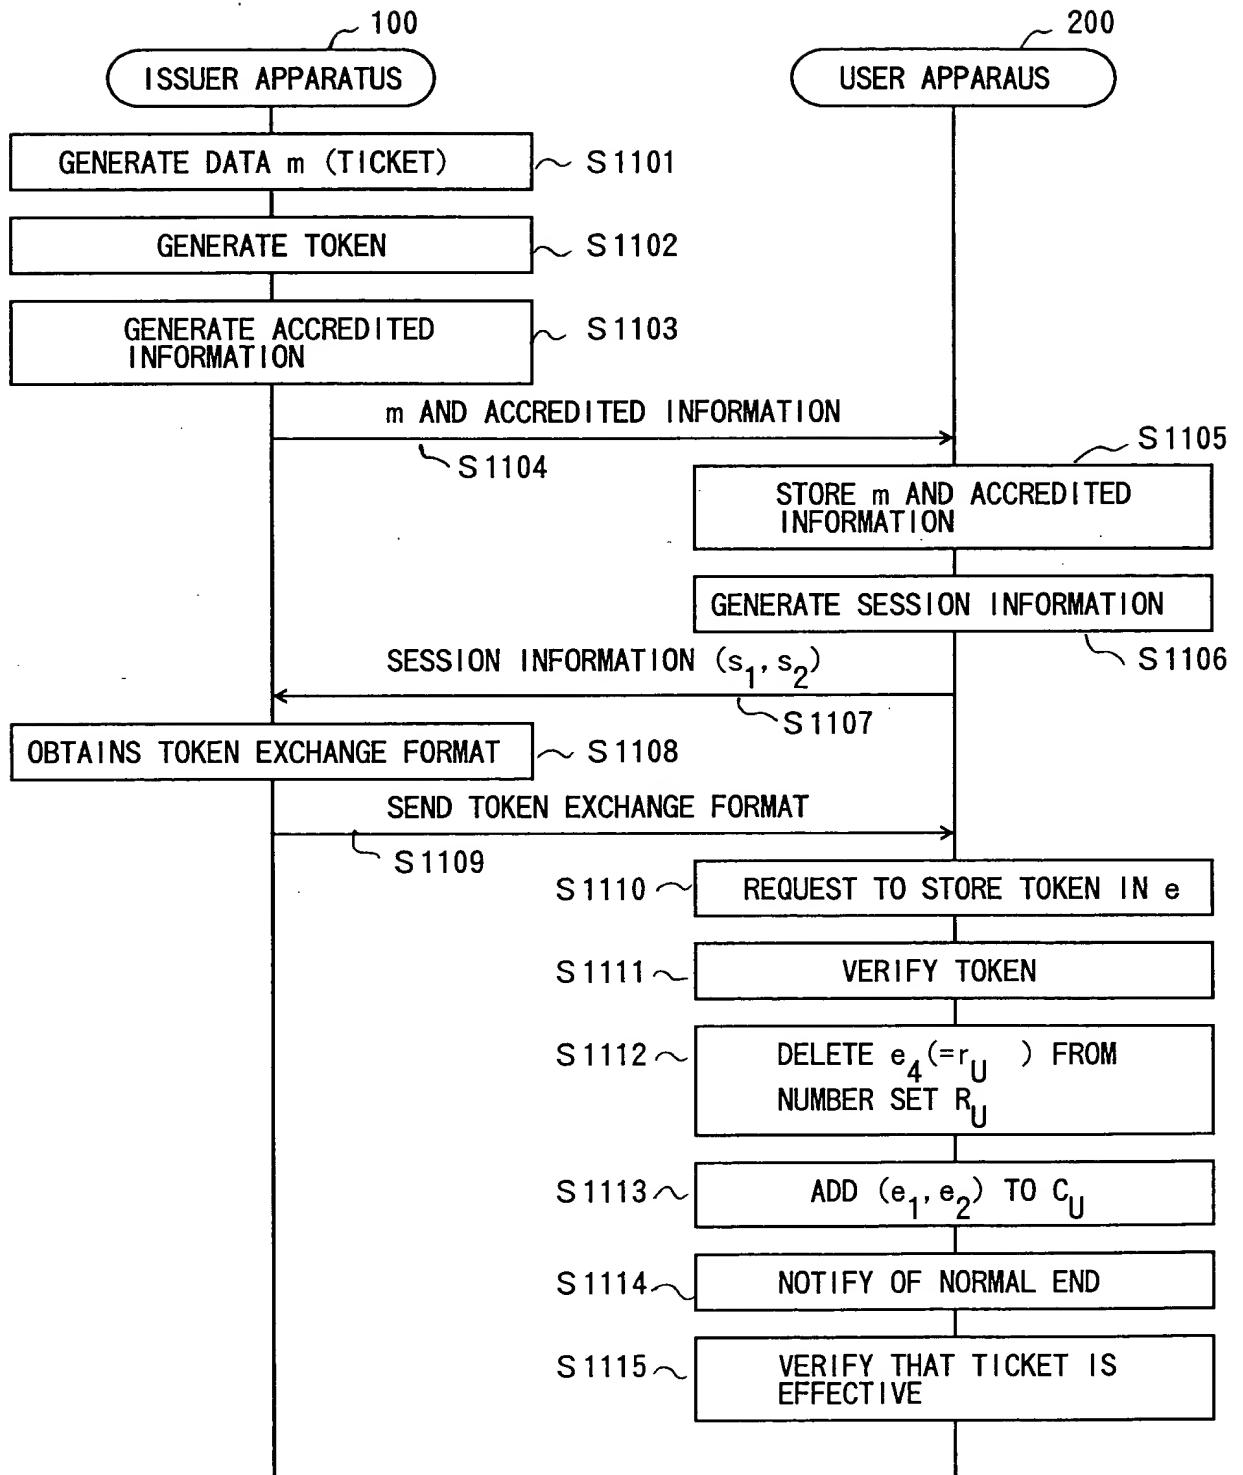 100
200
ISSUER APPARATUS
USER APPARAUS
GENERATE DATA m (TICKET)
S1101
GENERATE TOKEN
S1102
GENERATE ACCREDITED
INFORMATION
S1103
m AND ACCREDITED INFORMATION
S1104
S1105
STORE m AND ACCREDITED
INFORMATION
GENERATE SESSION INFORMATION
S1106
SESSION INFORMATION (s1, s2)
S1107
OBTAINS TOKEN EXCHANGE FORMAT
S1108
SEND TOKEN EXCHANGE FORMAT
S1109
S1110
REQUEST TO STORE TOKEN IN e
S1111
VERIFY TOKEN
S1112
DELETE e4(=rU ) FROM
NUMBER SET RU
S1113
ADD (e1, e2) TO CU
S1114
NOTIFY OF NORMAL END
S1115
VERIFY THAT TICKET IS
EFFECTIVE